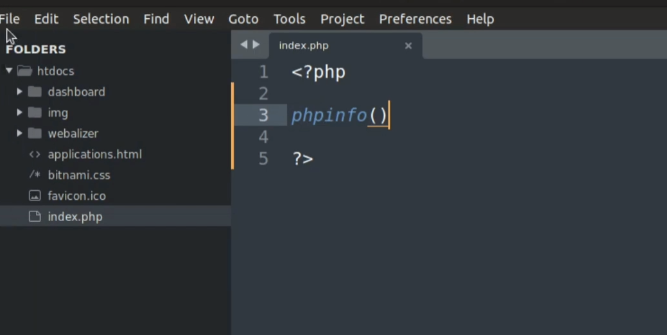 File Edit Selection Find View Goto Tools Project Preferences Help
FOLDERS
htdocs
dashboard
img
webalizer
<> applications.html
/* bitnami.css
favicon.ico
index.php
index.php ×
1 <?php
2
3 phpinfo()
4
5 ?>